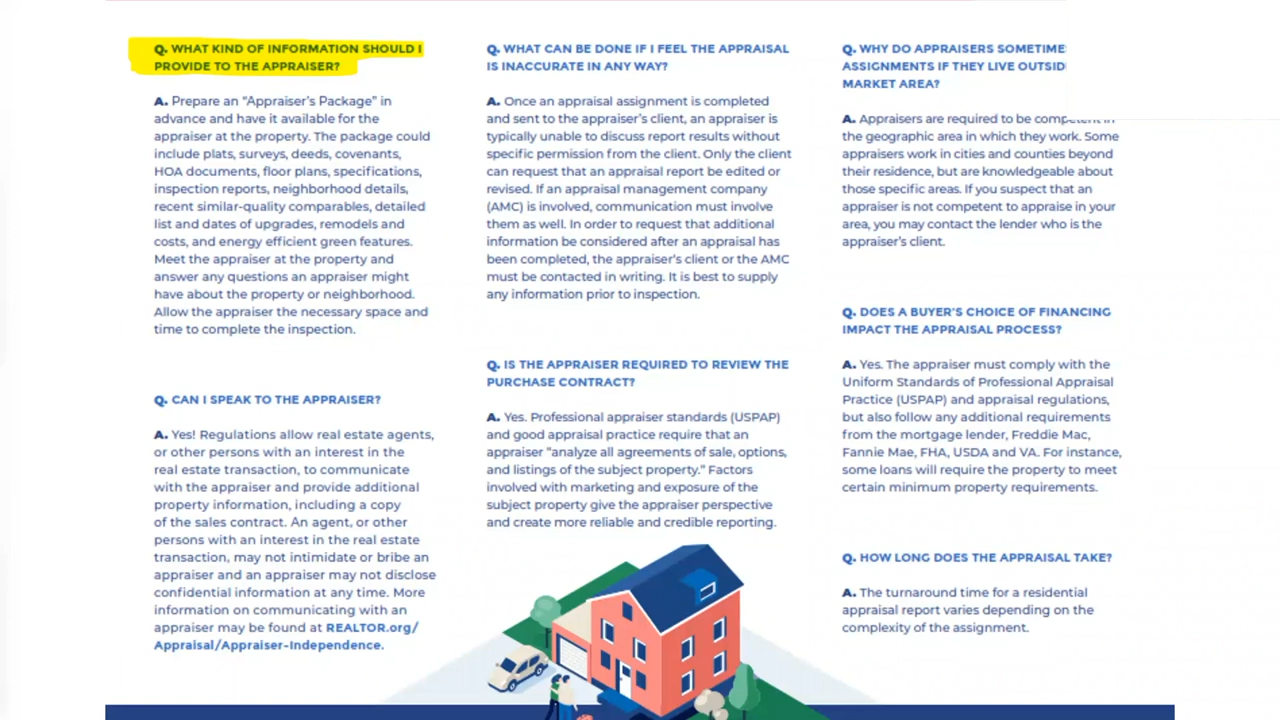 Q. WHAT KIND OF INFORMATION SHOULD I
PROVIDE TO THE APPRAISER?
A. Prepare an “Appraiser’s Package” in
advance and have it available for the
appraiser at the property. The package could
include plats, surveys, deeds, covenants,
HOA documents, floor plans, specifications,
inspection reports, neighborhood details,
recent similar-quality comparables, detailed
list and dates of upgrades, remodels and
costs, and energy efficient green features.
Meet the appraiser at the property and
answer any questions an appraiser might
have about the property or neighborhood.
Allow the appraiser the necessary space and
time to complete the inspection.
Q. CAN I SPEAK TO THE APPRAISER?
A. Yes! Regulations allow real estate agents,
or other persons with an interest in the
real estate transaction, to communicate
with the appraiser and provide additional
property information, including a copy
of the sales contract. An agent, or other
persons with an interest in the real estate
transaction, may not intimidate or bribe an
appraiser and an appraiser may not disclose
confidential information at any time. More
information on communicating with an
appraiser may be found at REALTOR.org/
Appraisal/Appraiser-Independence.
Q. WHAT CAN BE DONE IF I FEEL THE APPRAISAL
IS INACCURATE IN ANY WAY?
A. Once an appraisal assignment is completed
and sent to the appraiser’s client, an appraiser is
typically unable to discuss report results without
specific permission from the client. Only the client
can request that an appraisal report be edited or
revised. If an appraisal management company
(AMC) is involved, communication must involve
them as well. In order to request that additional
information be considered after an appraisal has
been completed, the appraiser’s client or the AMC
must be contacted in writing. It is best to supply
any information prior to inspection.
Q. IS THE APPRAISER REQUIRED TO REVIEW THE
PURCHASE CONTRACT?
A. Yes. Professional appraiser standards (USPAP)
and good appraisal practice require that an
appraiser “analyze all agreements of sale, options,
and listings of the subject property.” Factors
involved with marketing and exposure of the
subject property give the appraiser perspective
and create more reliable and credible reporting.
Q. WHY DO APPRAISERS SOMETIME
ASSIGNMENTS IF THEY LIVE OUTSID
MARKET AREA?
A. Appraisers are required to be competent in
the geographic area in which they work. Some
appraisers work in cities and counties beyond
their residence, but are knowledgeable about
those specific areas. If you suspect that an
appraiser is not competent to appraise in your
area, you may contact the lender who is the
appraiser’s client.
Q. DOES A BUYER’S CHOICE OF FINANCING
IMPACT THE APPRAISAL PROCESS?
A. Yes. The appraiser must comply with the
Uniform Standards of Professional Appraisal
Practice (USPAP) and appraisal regulations,
but also follow any additional requirements
from the mortgage lender, Freddie Mac,
Fannie Mae, FHA, USDA and VA. For instance,
some loans will require the property to meet
certain minimum property requirements.
Q. HOW LONG DOES THE APPRAISAL TAKE?
A. The turnaround time for a residential
appraisal report varies depending on the
complexity of the assignment.